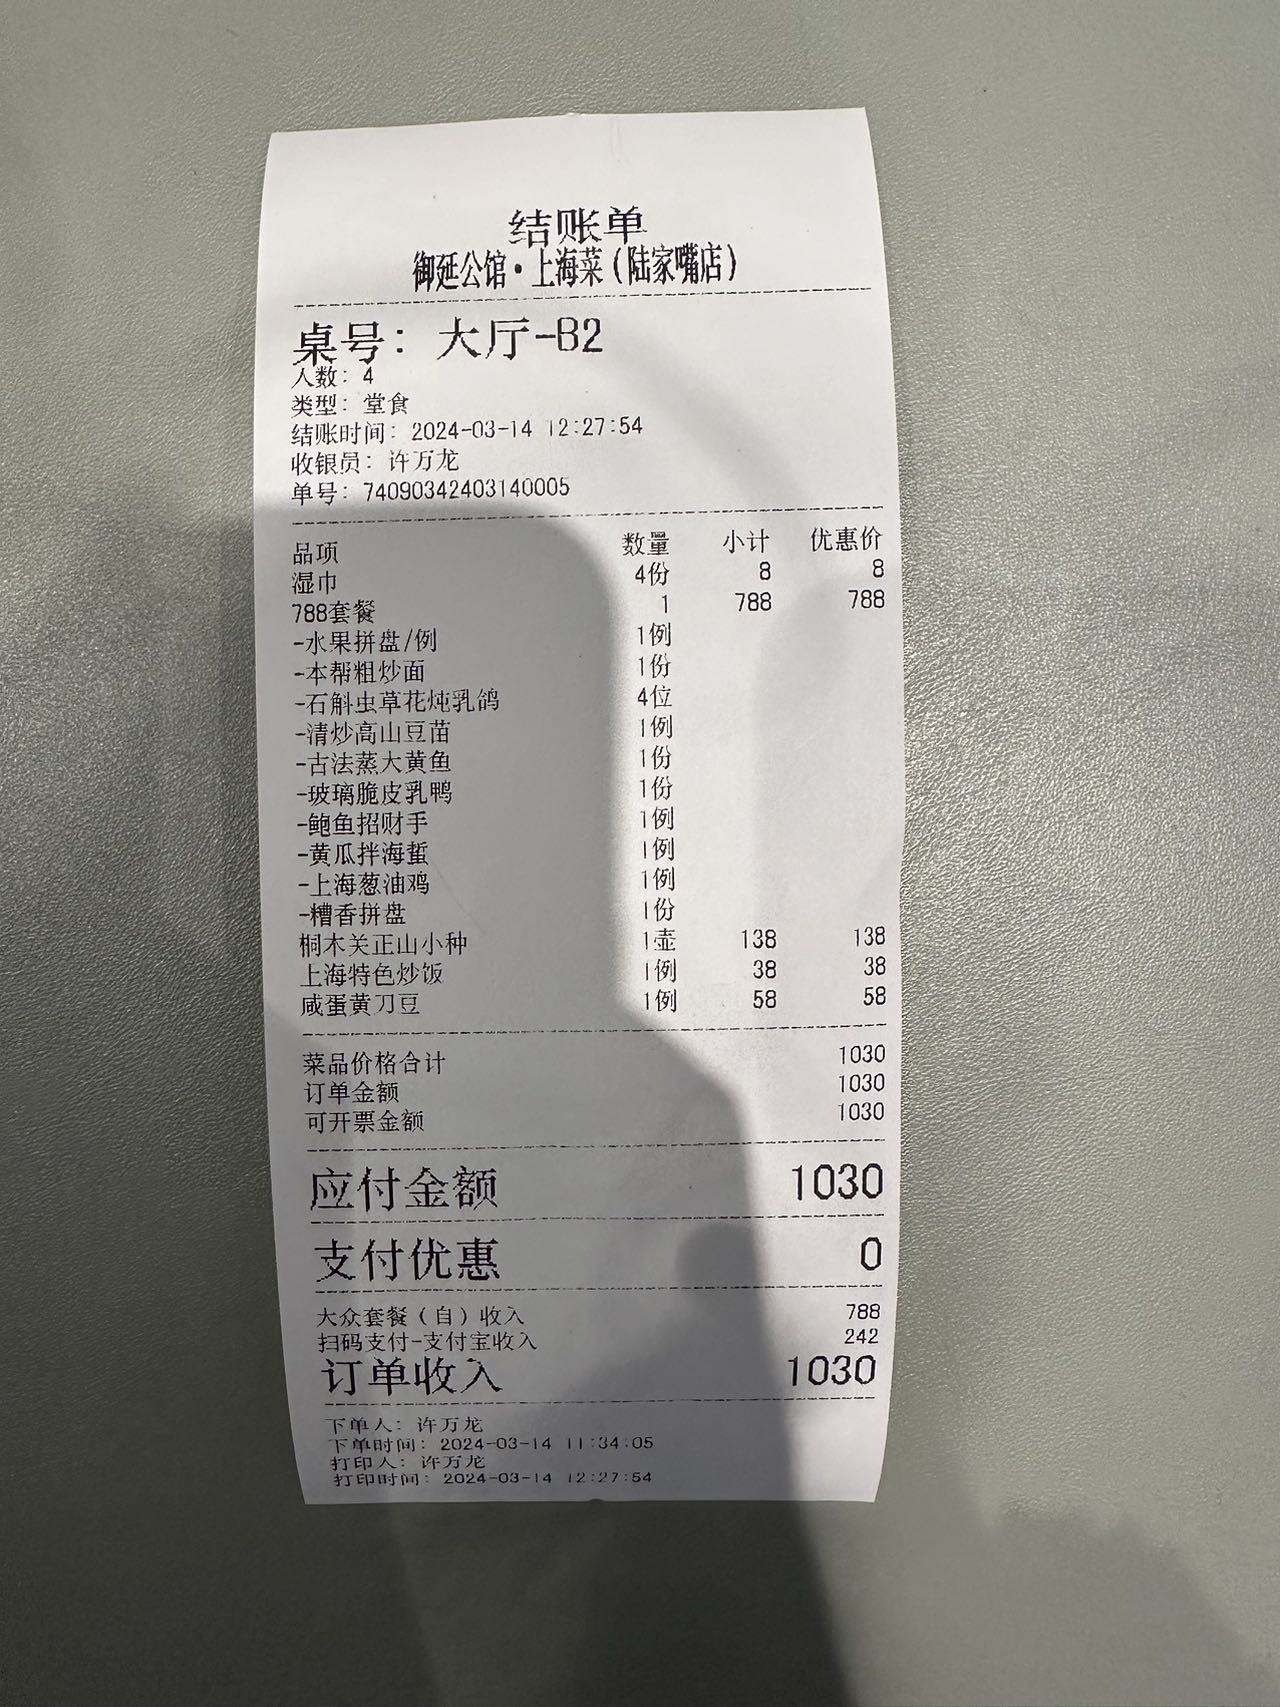 结账单
御延公馆·上海菜(陆家嘴店)
桌号: 大厅-B2
人数: 4
类型: 堂食
结账时间: 2024-03-14 12:27:54
收银员: 许万龙
单号: 74090342403140005
品项 数量 小计 优惠价
湿巾 4份 8 8
788套餐 1 788 788
-水果拼盘/例 1例
-本帮粗炒面 1份
-石斛虫草花炖乳鸽 4位
-清炒高山豆苗 1例
-古法蒸大黄鱼 1份
-玻璃脆皮乳鸭 1份
-鲍鱼招财手 1例
-黄瓜拌海蜇 1例
-上海葱油鸡 1例
-糟香拼盘 1份
桐木关正山小种 1壶 138 138
上海特色炒饭 1例 38 38
咸蛋黄刀豆 1例 58 58
菜品价格合计 1030
订单金额 1030
可开票金额 1030
应付金额 1030
支付优惠 0
大众套餐(自)收入 788
扫码支付-支付宝收入 242
订单收入 1030
下单人: 许万龙
下单时间: 2024-03-14 11:34:05
打印人: 许万龙
打印时间: 2024-03-14 12:27:54